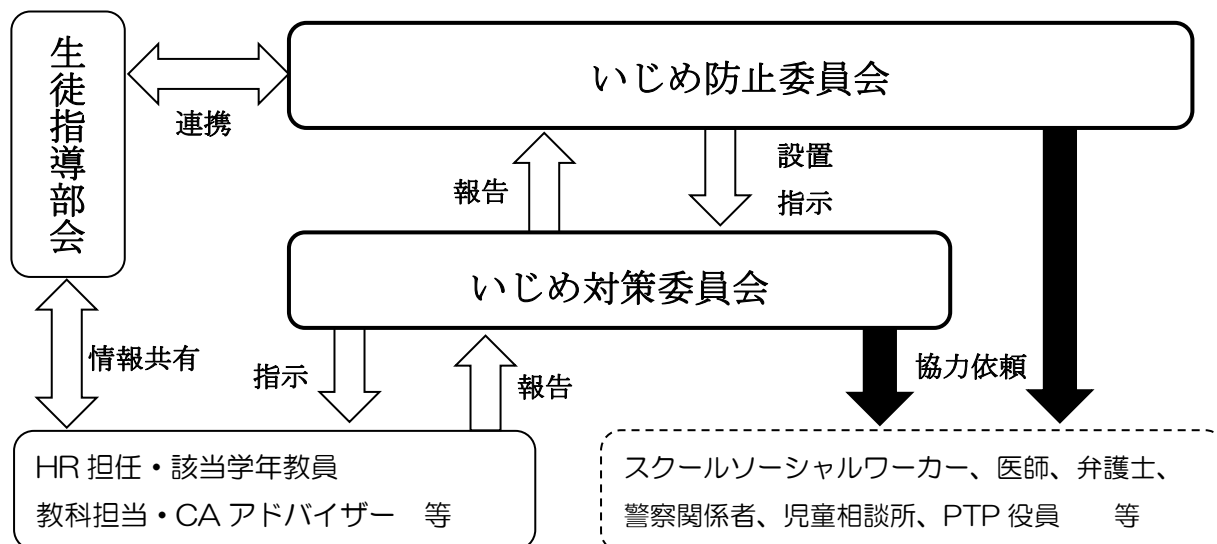 生徒指導部会
いじめ防止委員会
連携
報告
設置
指示
いじめ対策委員会
情報共有
指示
報告
協力依頼
HR 担任・該当学年教員
教科担当・CA アドバイザー　等
スクールソーシャルワーカー、医師、弁護士、
警察関係者、児童相談所、PTP 役員　　等